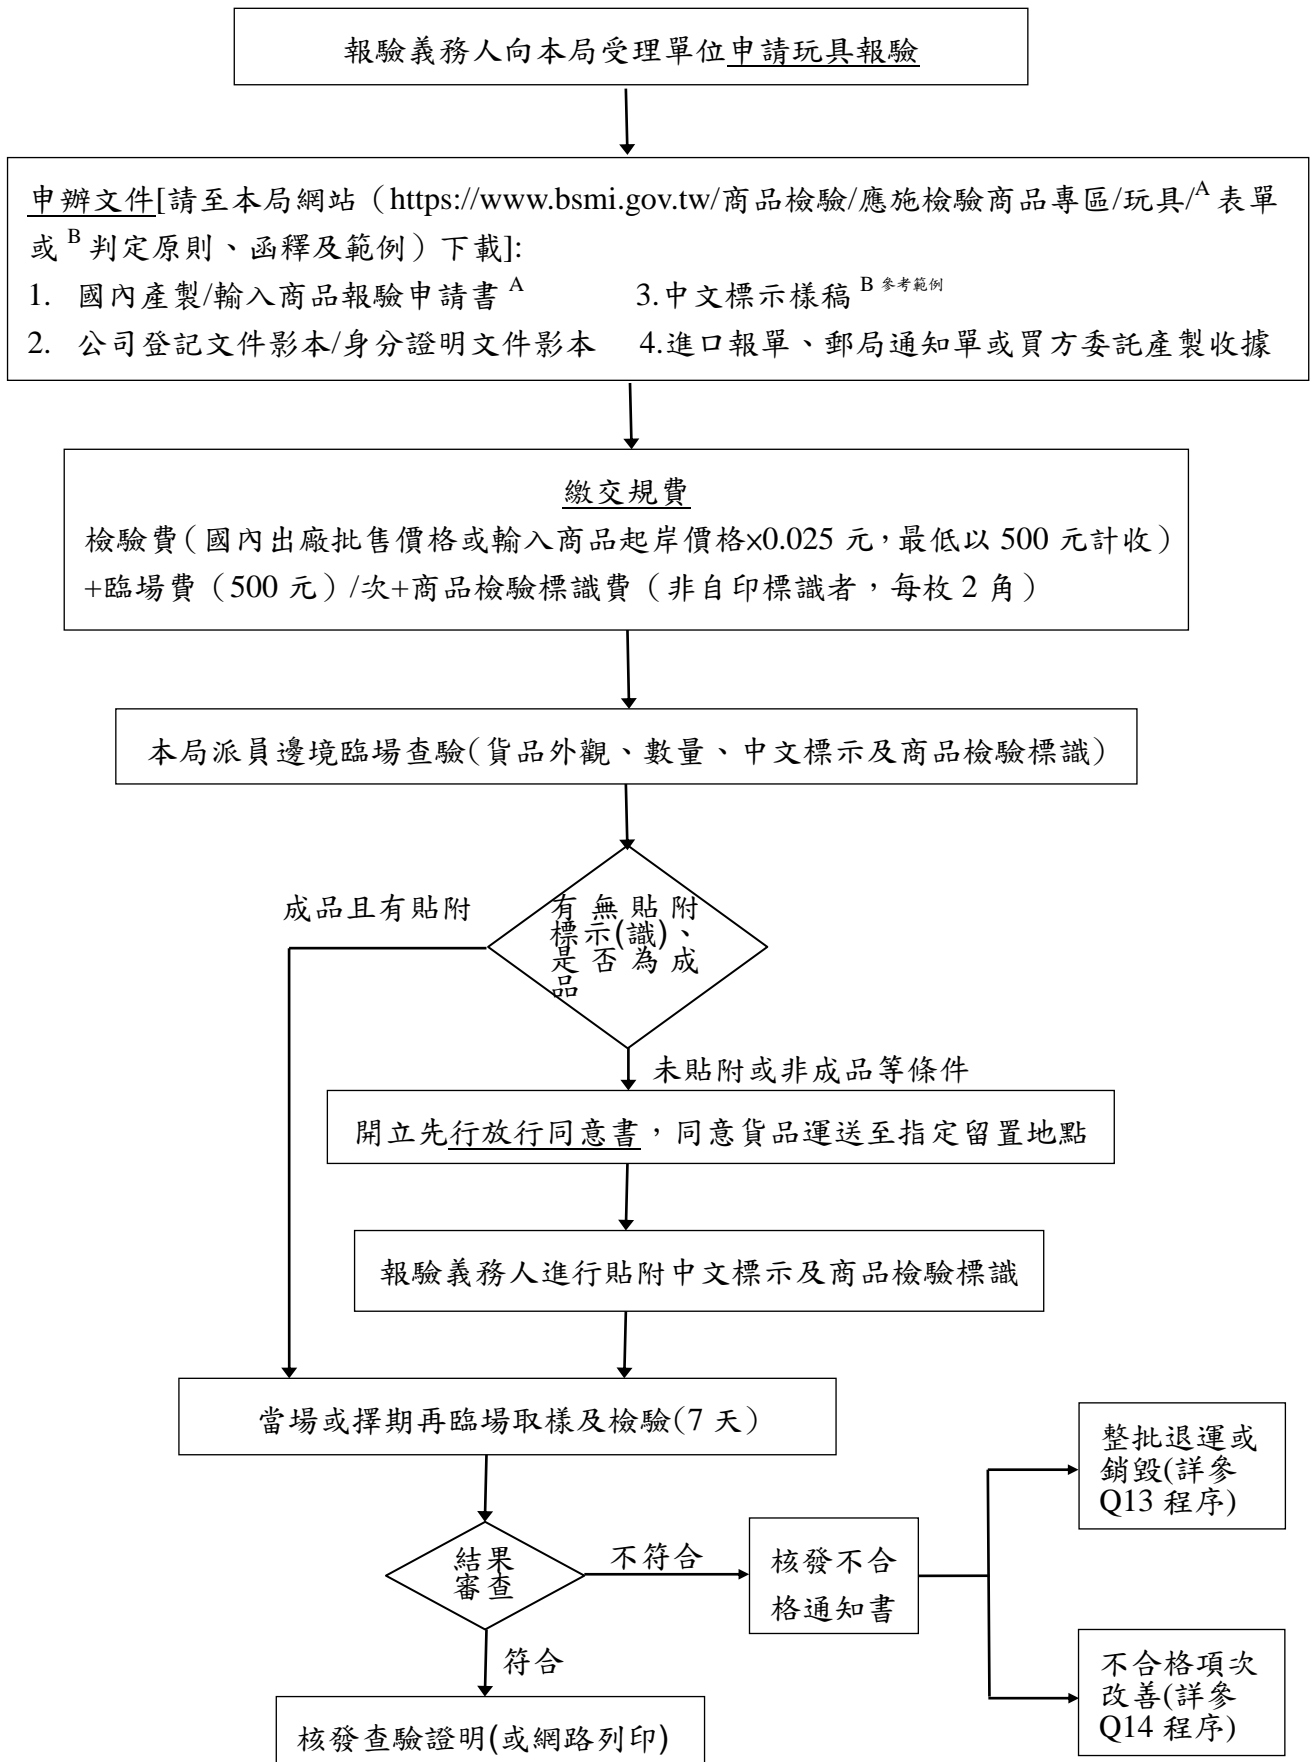 報驗義務人向本局受理單位申請玩具報驗
申辦文件[請至本局網站（https://www.bsmi.gov.tw/商品檢驗/應施檢驗商品專區/玩具/A 表單
或 B 判定原則、函釋及範例）下載]:
1. 國內產製/輸入商品報驗申請書 A 3.中文標示樣稿 B 參考範例
2. 公司登記文件影本/身分證明文件影本 4.進口報單、郵局通知單或買方委託產製收據
繳交規費
檢驗費（國內出廠批售價格或輸入商品起岸價格×0.025 元，最低以 500 元計收）
+臨場費（500 元）/次+商品檢驗標識費（非自印標識者，每枚 2 角）
本局派員邊境臨場查驗(貨品外觀、數量、中文標示及商品檢驗標識)
成品且有貼附
有無貼附
標示(識)、
是否為成
品
未貼附或非成品等條件
開立先行放行同意書，同意貨品運送至指定留置地點
報驗義務人進行貼附中文標示及商品檢驗標識
當場或擇期再臨場取樣及檢驗(7 天)
整批退運或
銷毀(詳參
Q13 程序)
結果
審查
不符合
核發不合
格通知書
符合
不合格項次
改善(詳參
Q14 程序)
核發查驗證明(或網路列印)